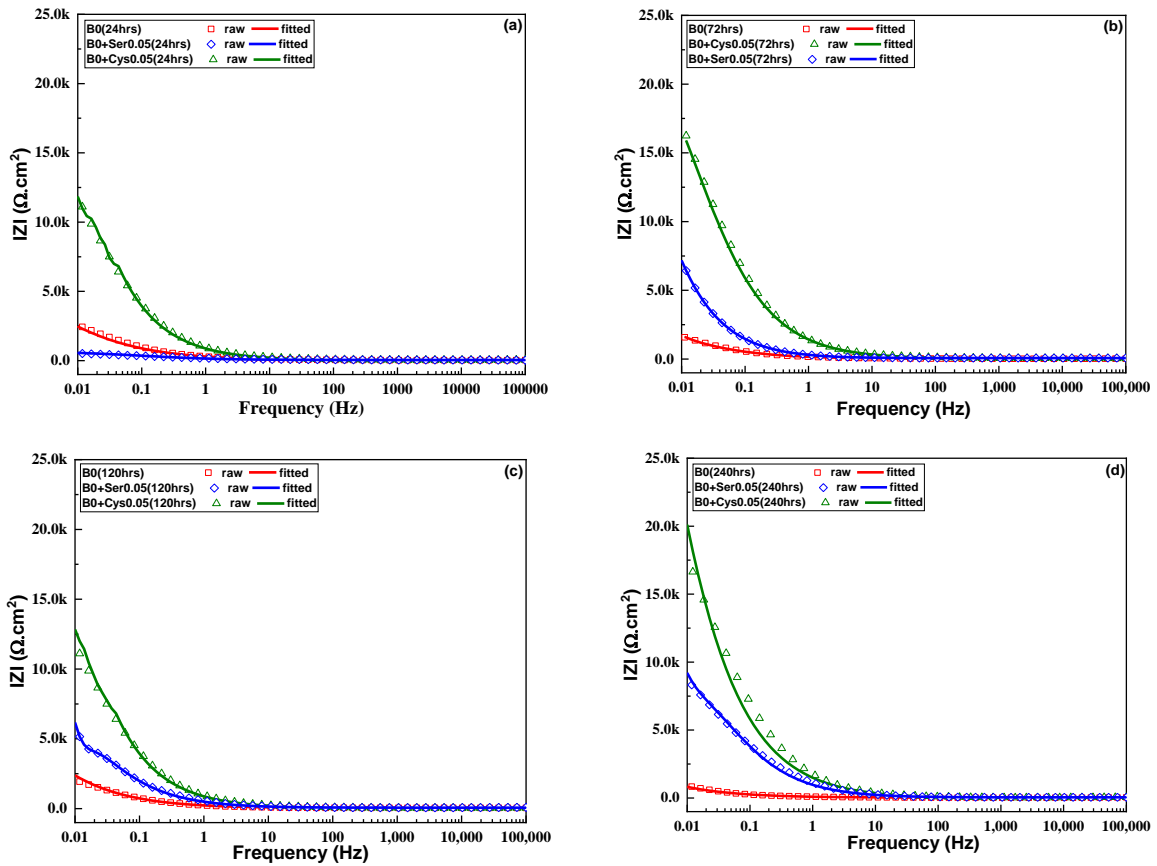 (a)
B0(24hrs) raw fitted
B0+Ser0.05(24hrs) raw fitted
B0+Cys0.05(24hrs) raw fitted
25.0k
20.0k
15.0k
10.0k
5.0k
0.0
|Z| (Ω.cm²)
0.01 0.1 1 10 100 1000 10000 100000
Frequency (Hz)
(b)
B0(72hrs) raw fitted
B0+Cys0.05(72hrs) raw fitted
B0+Ser0.05(72hrs) raw fitted
25.0k
20.0k
15.0k
10.0k
5.0k
0.0
|Z| (Ω.cm²)
0.01 0.1 1 10 100 1,000 10,000 100,000
Frequency (Hz)
(c)
B0(120hrs) raw fitted
B0+Ser0.05(120hrs) raw fitted
B0+Cys0.05(120hrs) raw fitted
25.0k
20.0k
15.0k
10.0k
5.0k
0.0
|Z| (Ω.cm²)
0.01 0.1 1 10 100 1,000 10,000 100,000
Frequency (Hz)
(d)
B0(240hrs) raw fitted
B0+Ser0.05(240hrs) raw fitted
B0+Cys0.05(240hrs) raw fitted
25.0k
20.0k
15.0k
10.0k
5.0k
0.0
|Z| (Ω.cm²)
0.01 0.1 1 10 100 1,000 10,000 100,000
Frequency (Hz)